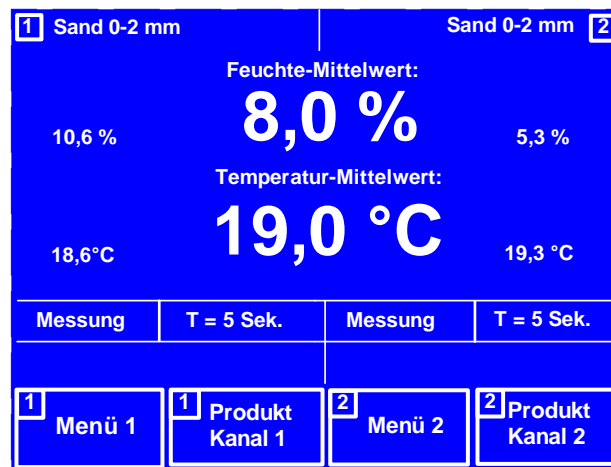 1 Sand 0-2 mm
Sand 0-2 mm 2
Feuchte-Mittelwert:
10,6 % 8,0 % 5,3 %
Temperatur-Mittelwert:
18,6°C 19,0 °C 19,3 °C
Messung T = 5 Sek. Messung T = 5 Sek.
1 Menü 1
1 Produkt
Kanal 1
2 Menü 2
2 Produkt
Kanal 2